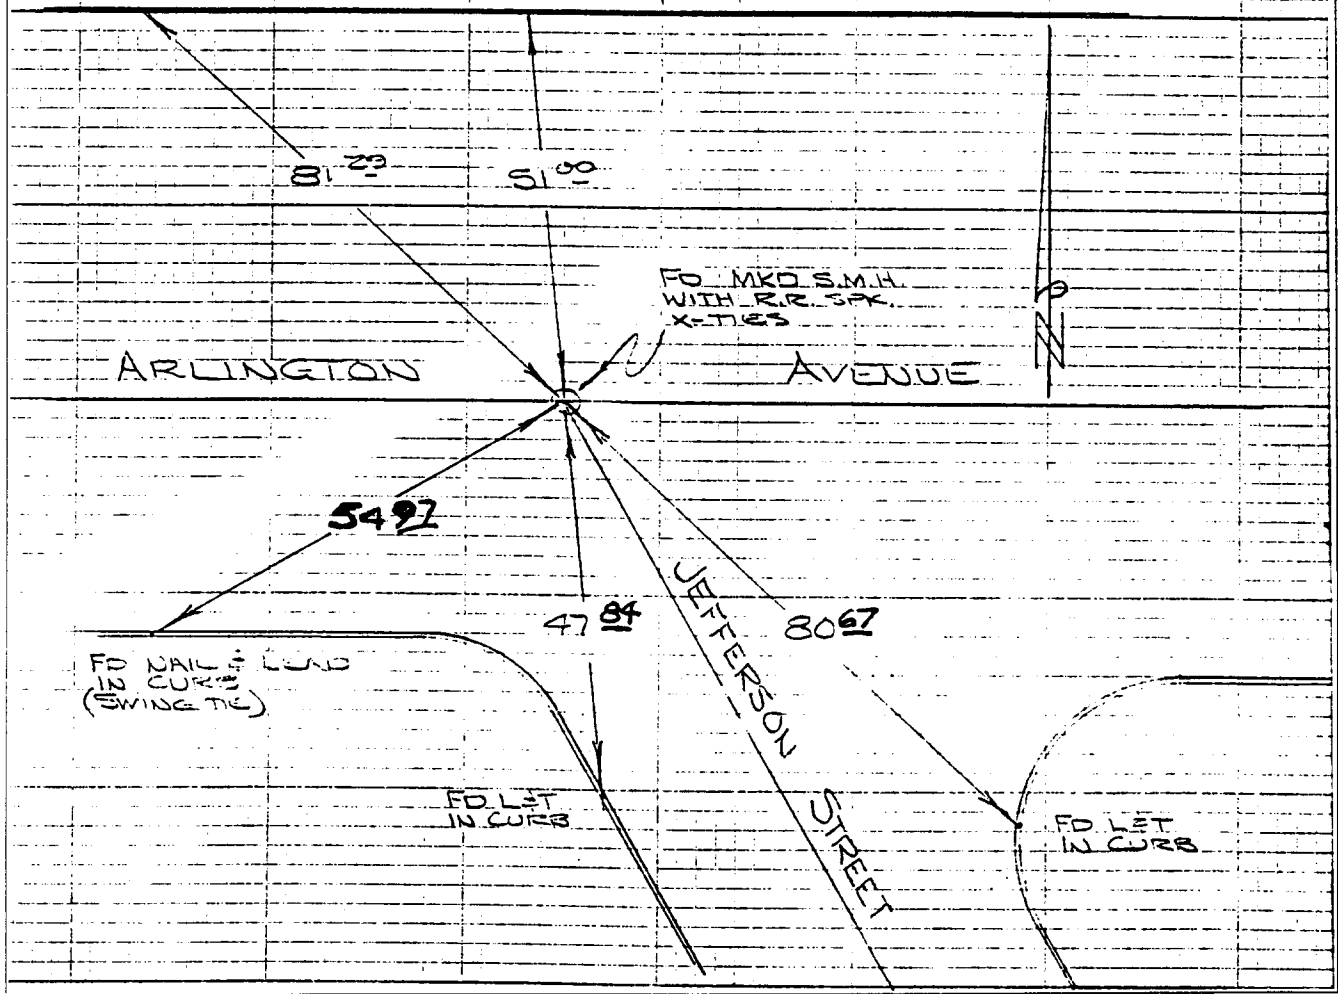 81 23
51 00
FD MKD S.M.H.
WITH R.R. SPK.
X-TIES
N
ARLINGTON AVENUE
54 97
47 84
80 67
JEFFERSON STREET
FD NAIL & LEAD
IN CURB
(SWING TIE)
FD L&T
IN CURB
FD L&T
IN CURB